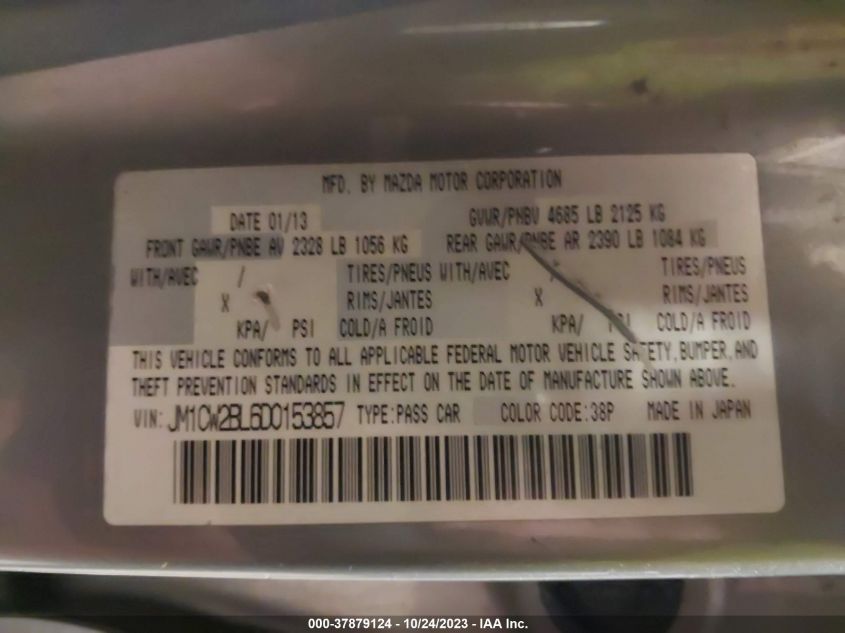 MFD. BY MAZDA MOTOR CORPORATION
DATE 01/13 GVWR/PNBV 4685 LB 2125 KG
FRONT GAWR/PNBE AV 2328 LB 1056 KG REAR GAWR/PNBE AR 2390 LB 1084 KG
WITH/AVEC / TIRES/PNEUS WITH/AVEC / TIRES/PNEUS
X RIMS/JANTES X RIMS/JANTES
KPA/ PSI COLD/A FROID KPA/ PSI COLD/A FROID
THIS VEHICLE CONFORMS TO ALL APPLICABLE FEDERAL MOTOR VEHICLE SAFETY, BUMPER, AND
THEFT PREVENTION STANDARDS IN EFFECT ON THE DATE OF MANUFACTURE SHOWN ABOVE.
VIN: JM1CW2BL6D0153857 TYPE:PASS CAR COLOR CODE:38P MADE IN JAPAN
000-37879124 - 10/24/2023 - IAA Inc.